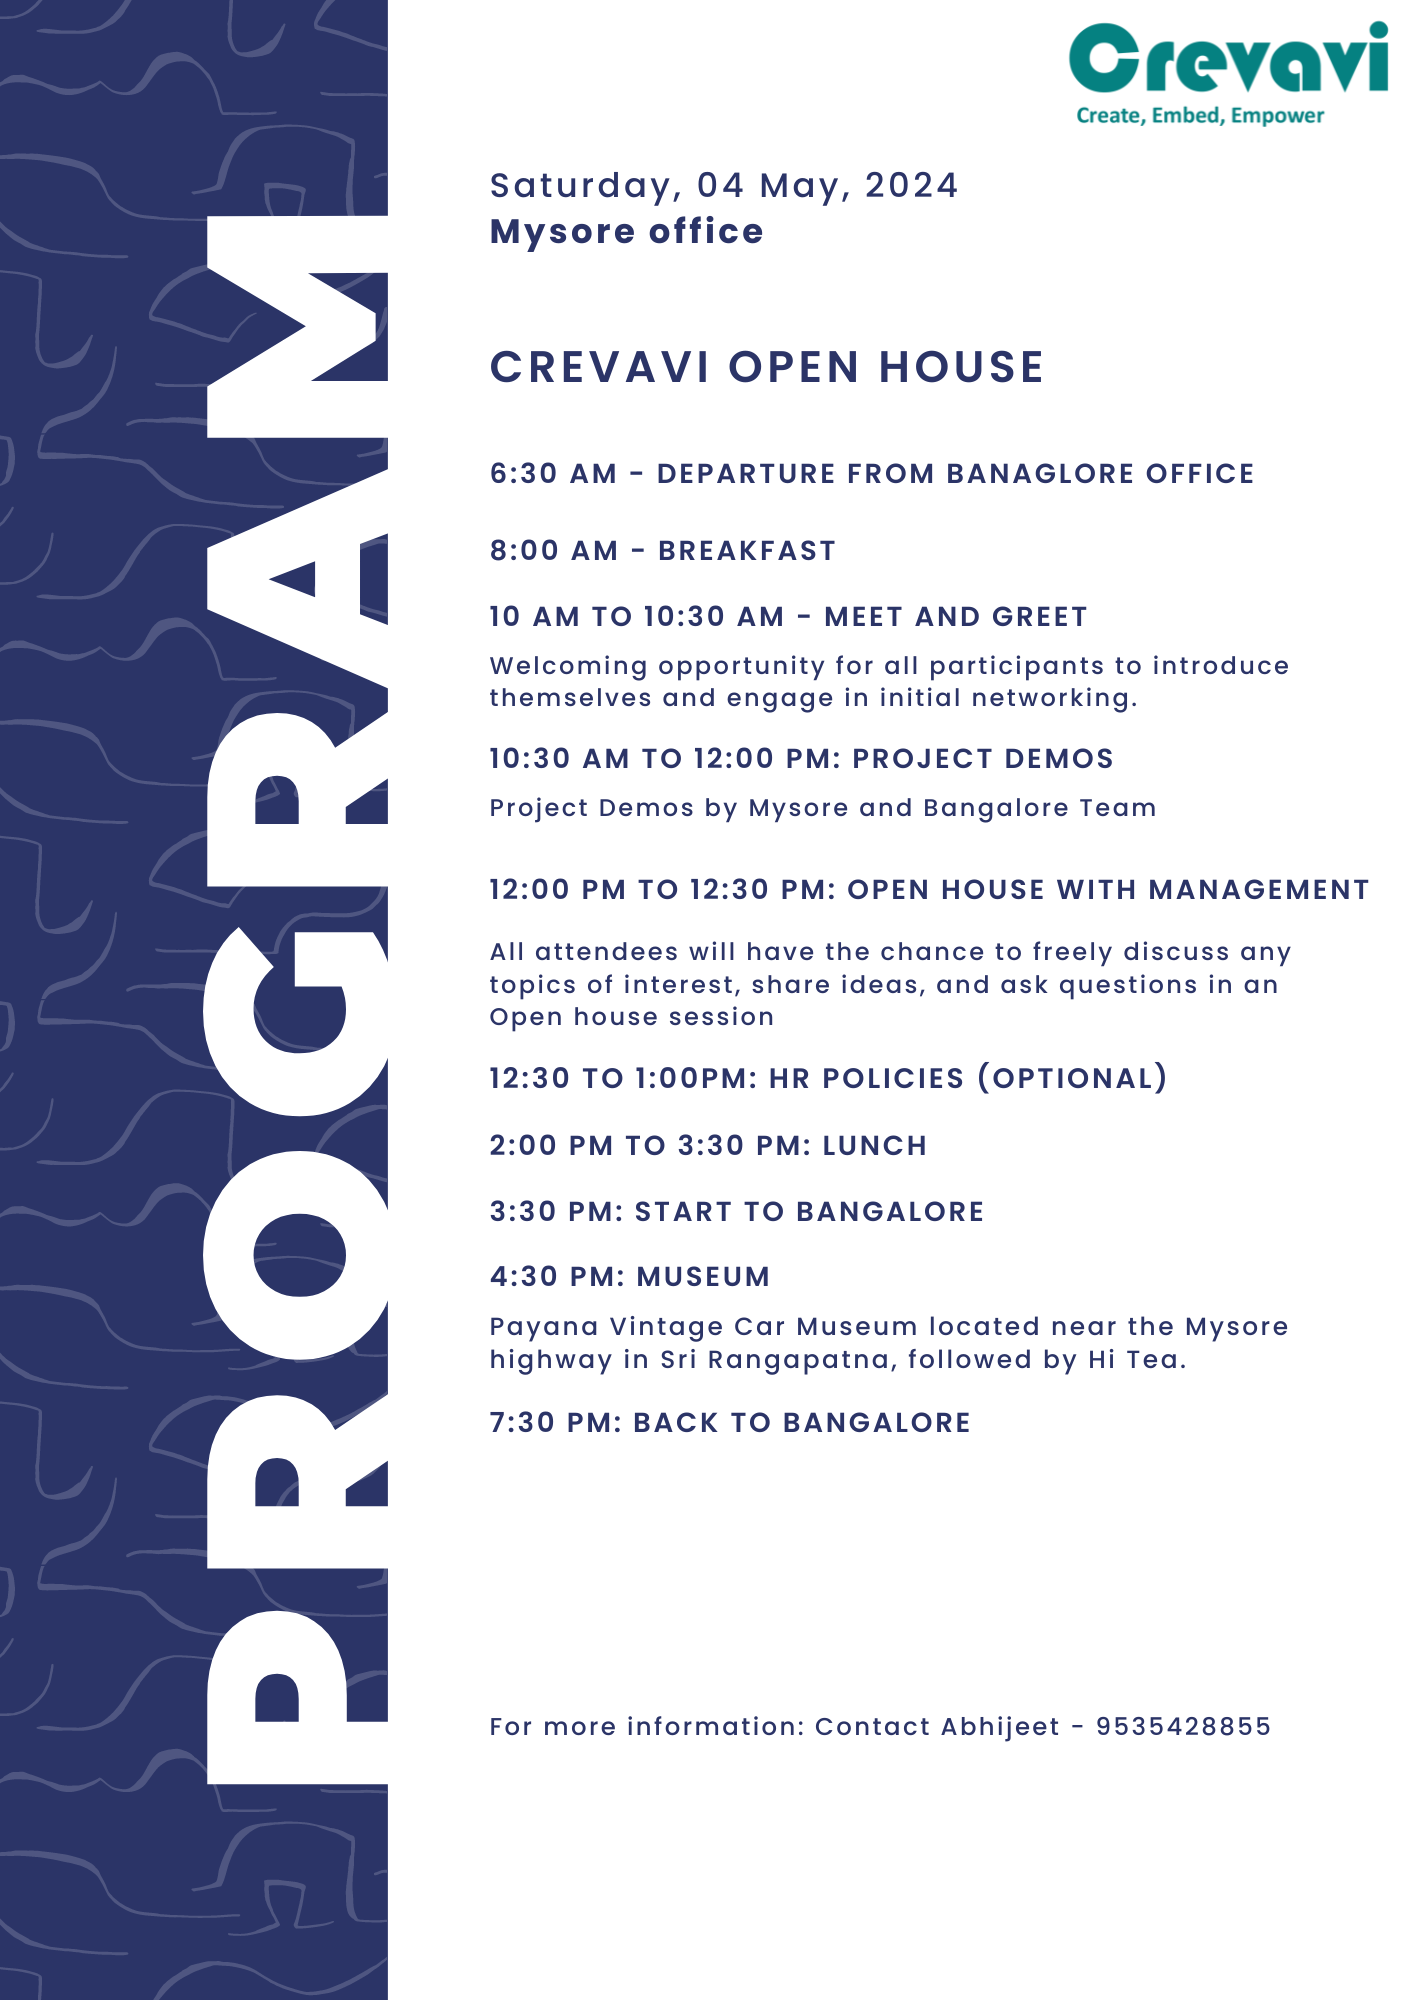 Crevavi
Create, Embed, Empower
PROGRAM
Saturday, 04 May, 2024
Mysore office
CREVAVI OPEN HOUSE
6:30 AM - DEPARTURE FROM BANAGLORE OFFICE
8:00 AM - BREAKFAST
10 AM TO 10:30 AM - MEET AND GREET
Welcoming opportunity for all participants to introduce
themselves and engage in initial networking.
10:30 AM TO 12:00 PM: PROJECT DEMOS
Project Demos by Mysore and Bangalore Team
12:00 PM TO 12:30 PM: OPEN HOUSE WITH MANAGEMENT
All attendees will have the chance to freely discuss any
topics of interest, share ideas, and ask questions in an
Open house session
12:30 TO 1:00PM: HR POLICIES (OPTIONAL)
2:00 PM TO 3:30 PM: LUNCH
3:30 PM: START TO BANGALORE
4:30 PM: MUSEUM
Payana Vintage Car Museum located near the Mysore
highway in Sri Rangapatna, followed by Hi Tea.
7:30 PM: BACK TO BANGALORE
For more information: Contact Abhijeet - 9535428855